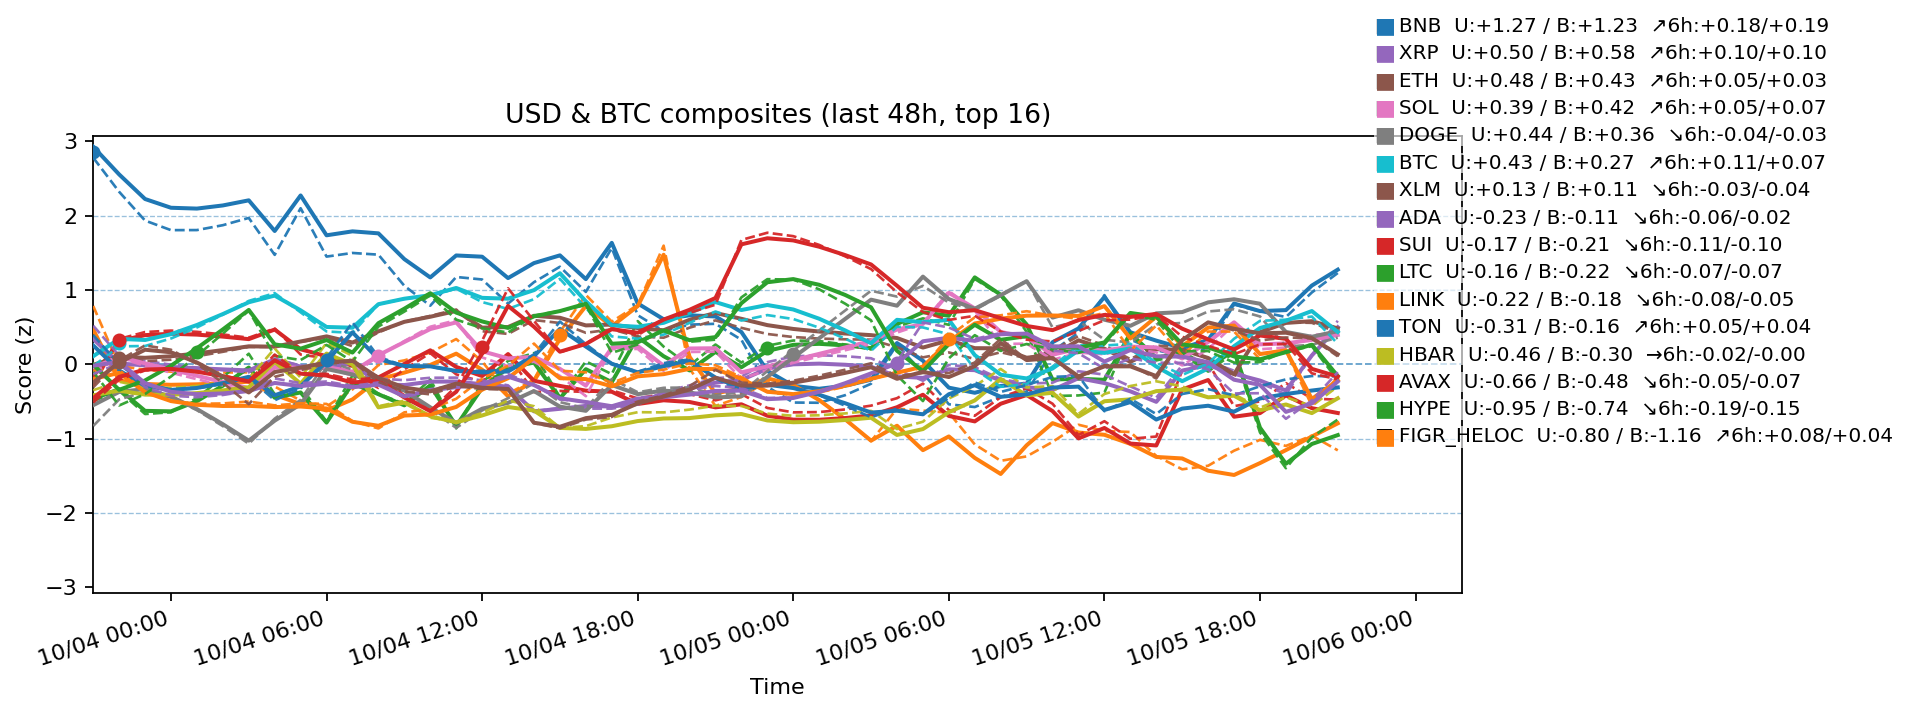 BNB U:+1.27 / B:+1.23 ↗6h:+0.18/+0.19
XRP U:+0.50 / B:+0.58 ↗6h:+0.10/+0.10
ETH U:+0.48 / B:+0.43 ↗6h:+0.05/+0.03
SOL U:+0.39 / B:+0.42 ↗6h:+0.05/+0.07
DOGE U:+0.44 / B:+0.36 ↘6h:-0.04/-0.03
BTC U:+0.43 / B:+0.27 ↗6h:+0.11/+0.07
XLM U:+0.13 / B:+0.11 ↘6h:-0.03/-0.04
ADA U:-0.23 / B:-0.11 ↘6h:-0.06/-0.02
SUI U:-0.17 / B:-0.21 ↘6h:-0.11/-0.10
LTC U:-0.16 / B:-0.22 ↘6h:-0.07/-0.07
LINK U:-0.22 / B:-0.18 ↘6h:-0.08/-0.05
TON U:-0.31 / B:-0.16 ↗6h:+0.05/+0.04
HBAR U:-0.46 / B:-0.30 →6h:-0.02/-0.00
AVAX U:-0.66 / B:-0.48 ↘6h:-0.05/-0.07
HYPE U:-0.95 / B:-0.74 ↘6h:-0.19/-0.15
FIGR_HELOC U:-0.80 / B:-1.16 ↗6h:+0.08/+0.04
USD & BTC composites (last 48h, top 16)
3
2
1
0
−1
−2
−3
Score (z)
10/04 00:00
10/04 06:00
10/04 12:00
10/04 18:00
10/05 00:00
10/05 06:00
10/05 12:00
10/05 18:00
10/06 00:00
Time